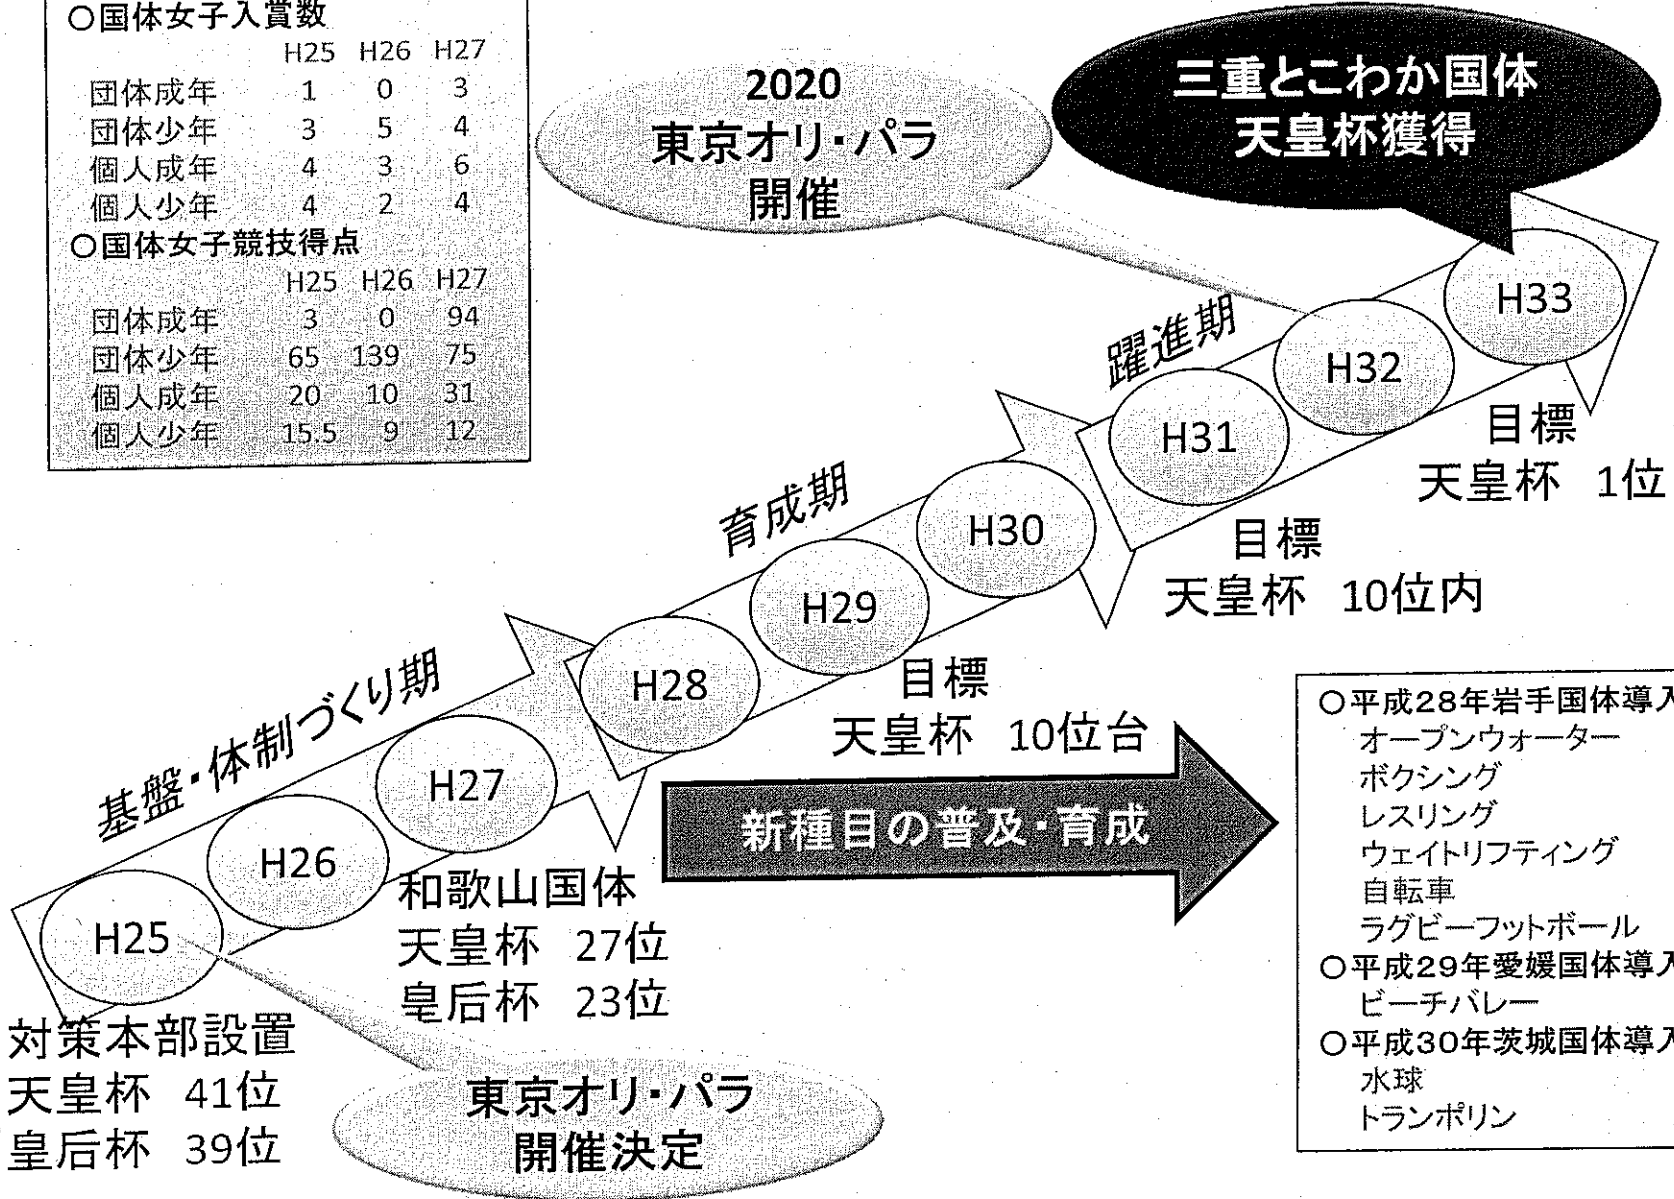 ○国体女子入賞数
H25 H26 H27
団体成年 1 0 3
団体少年 3 5 4
個人成年 4 3 6
個人少年 4 2 4
○国体女子競技得点
H25 H26 H27
団体成年 3 0 94
団体少年 65 139 75
個人成年 20 10 31
個人少年 15.5 9 12
2020
東京オリ・パラ
開催
三重とこわか国体
天皇杯獲得
躍進期
H31
H32
H33
目標
天皇杯 1位
目標
天皇杯 10位内
育成期
H28
H29
H30
目標
天皇杯 10位台
基盤・体制づくり期
H25
H26
H27
和歌山国体
天皇杯 27位
皇后杯 23位
対策本部設置
天皇杯 41位
皇后杯 39位
東京オリ・パラ
開催決定
新種目の普及・育成
○平成28年岩手国体導入
オープンウォーター
ボクシング
レスリング
ウェイトリフティング
自転車
ラグビーフットボール
○平成29年愛媛国体導入
ビーチバレー
○平成30年茨城国体導入
水球
トランポリン